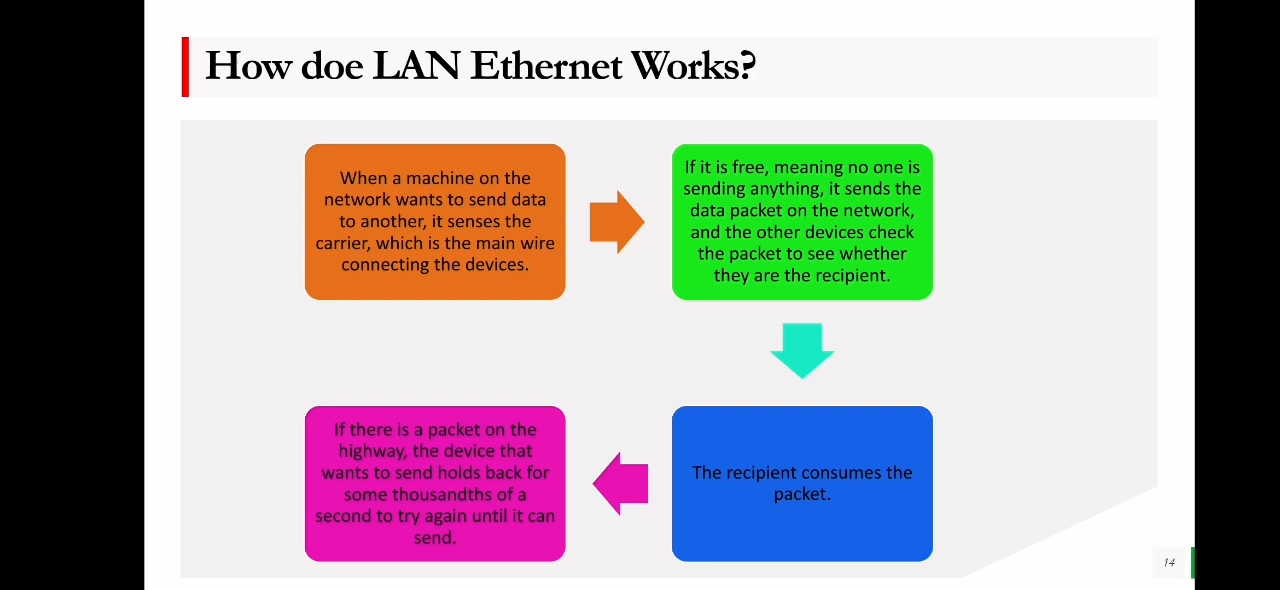 How doe LAN Ethernet Works?
When a machine on the
network wants to send data
to another, it senses the
carrier, which is the main wire
connecting the devices.
If it is free, meaning no one is
sending anything, it sends the
data packet on the network,
and the other devices check
the packet to see whether
they are the recipient.
The recipient consumes the
packet.
If there is a packet on the
highway, the device that
wants to send holds back for
some thousandths of a
second to try again until it can
send.
14